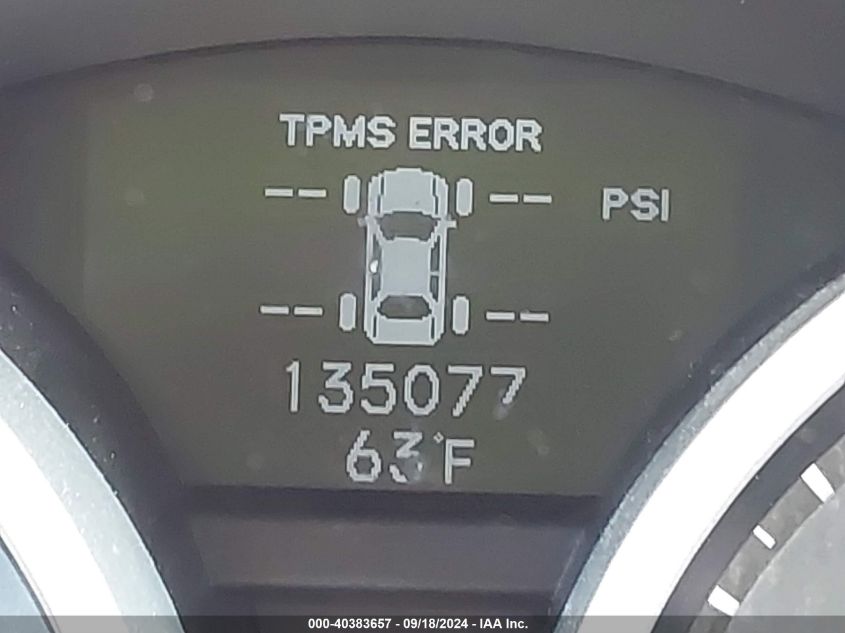 TPMS ERROR
-- -- PSI
-- --
135077
63°F
000-40383657 - 09/18/2024 - IAA Inc.